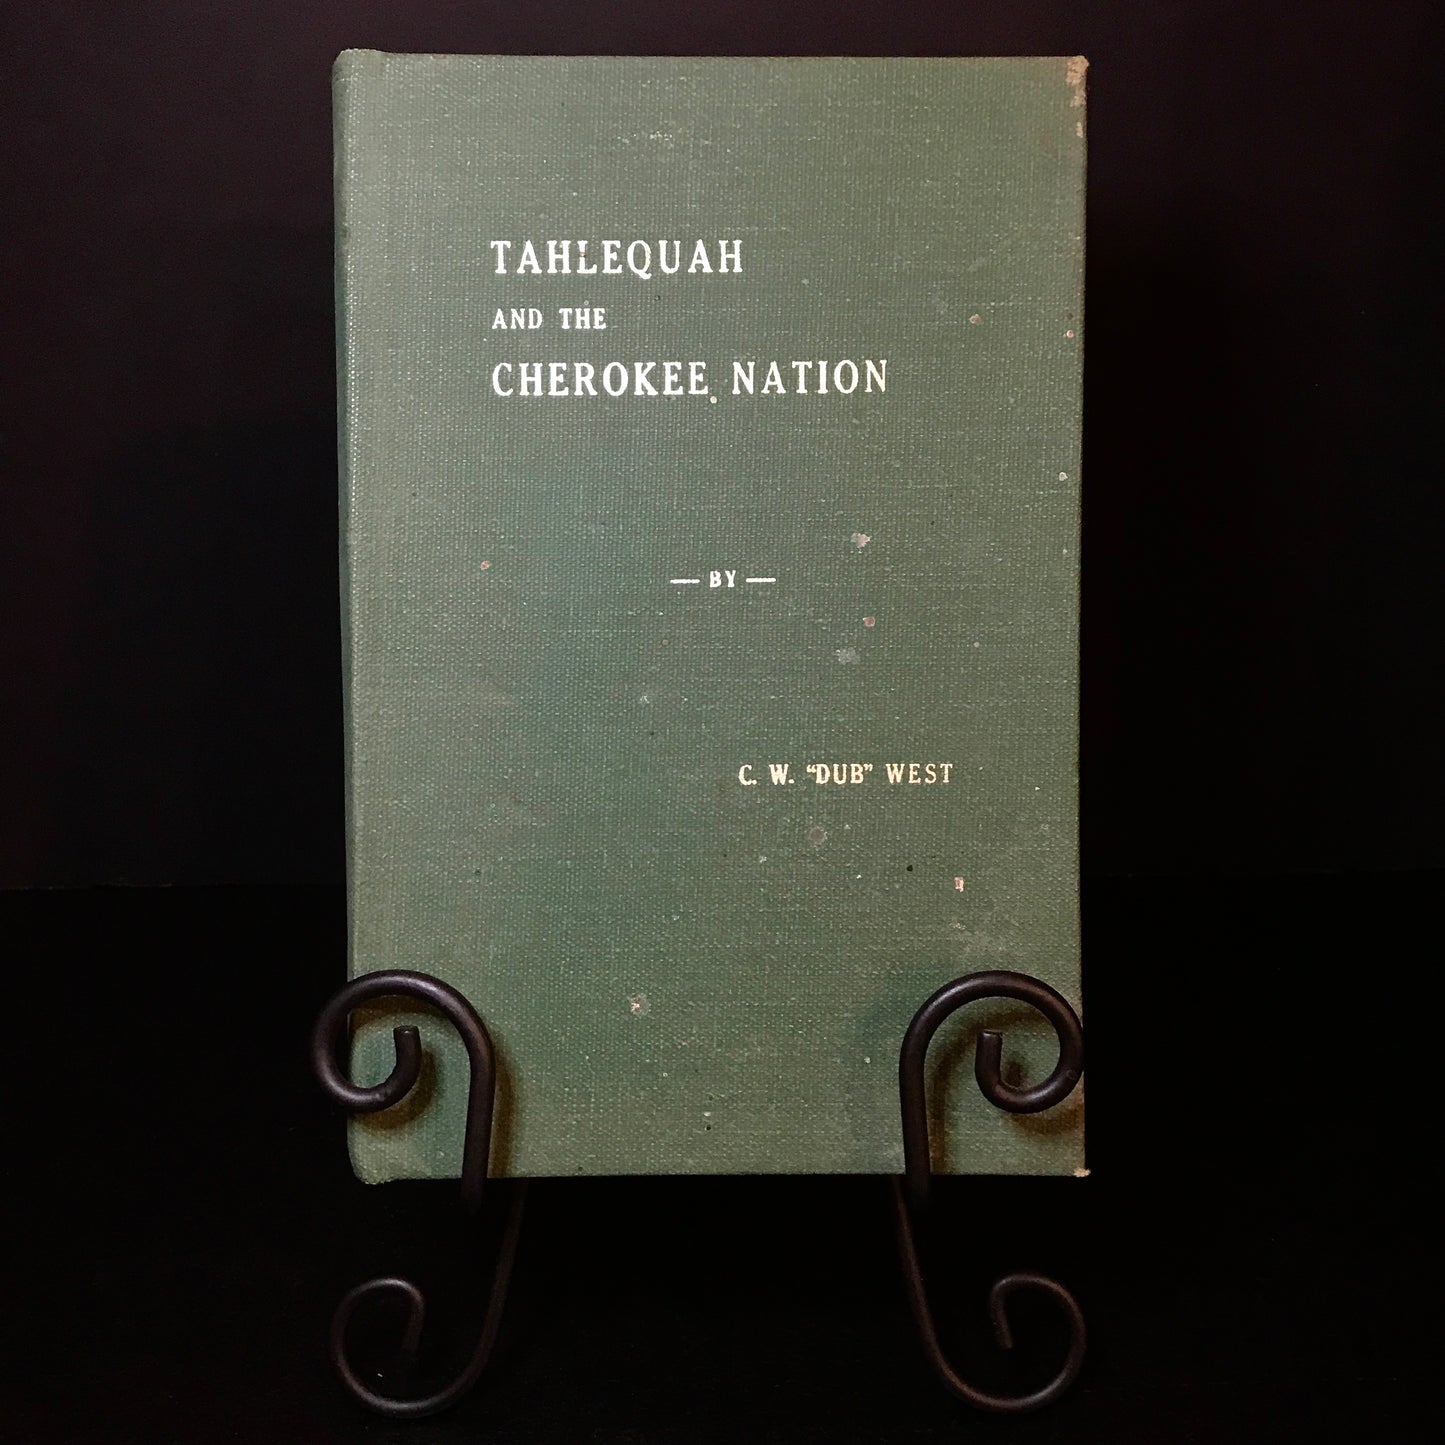 TAHLEQUAH
AND THE
CHEROKEE NATION
— BY —
C. W. “DUB” WEST